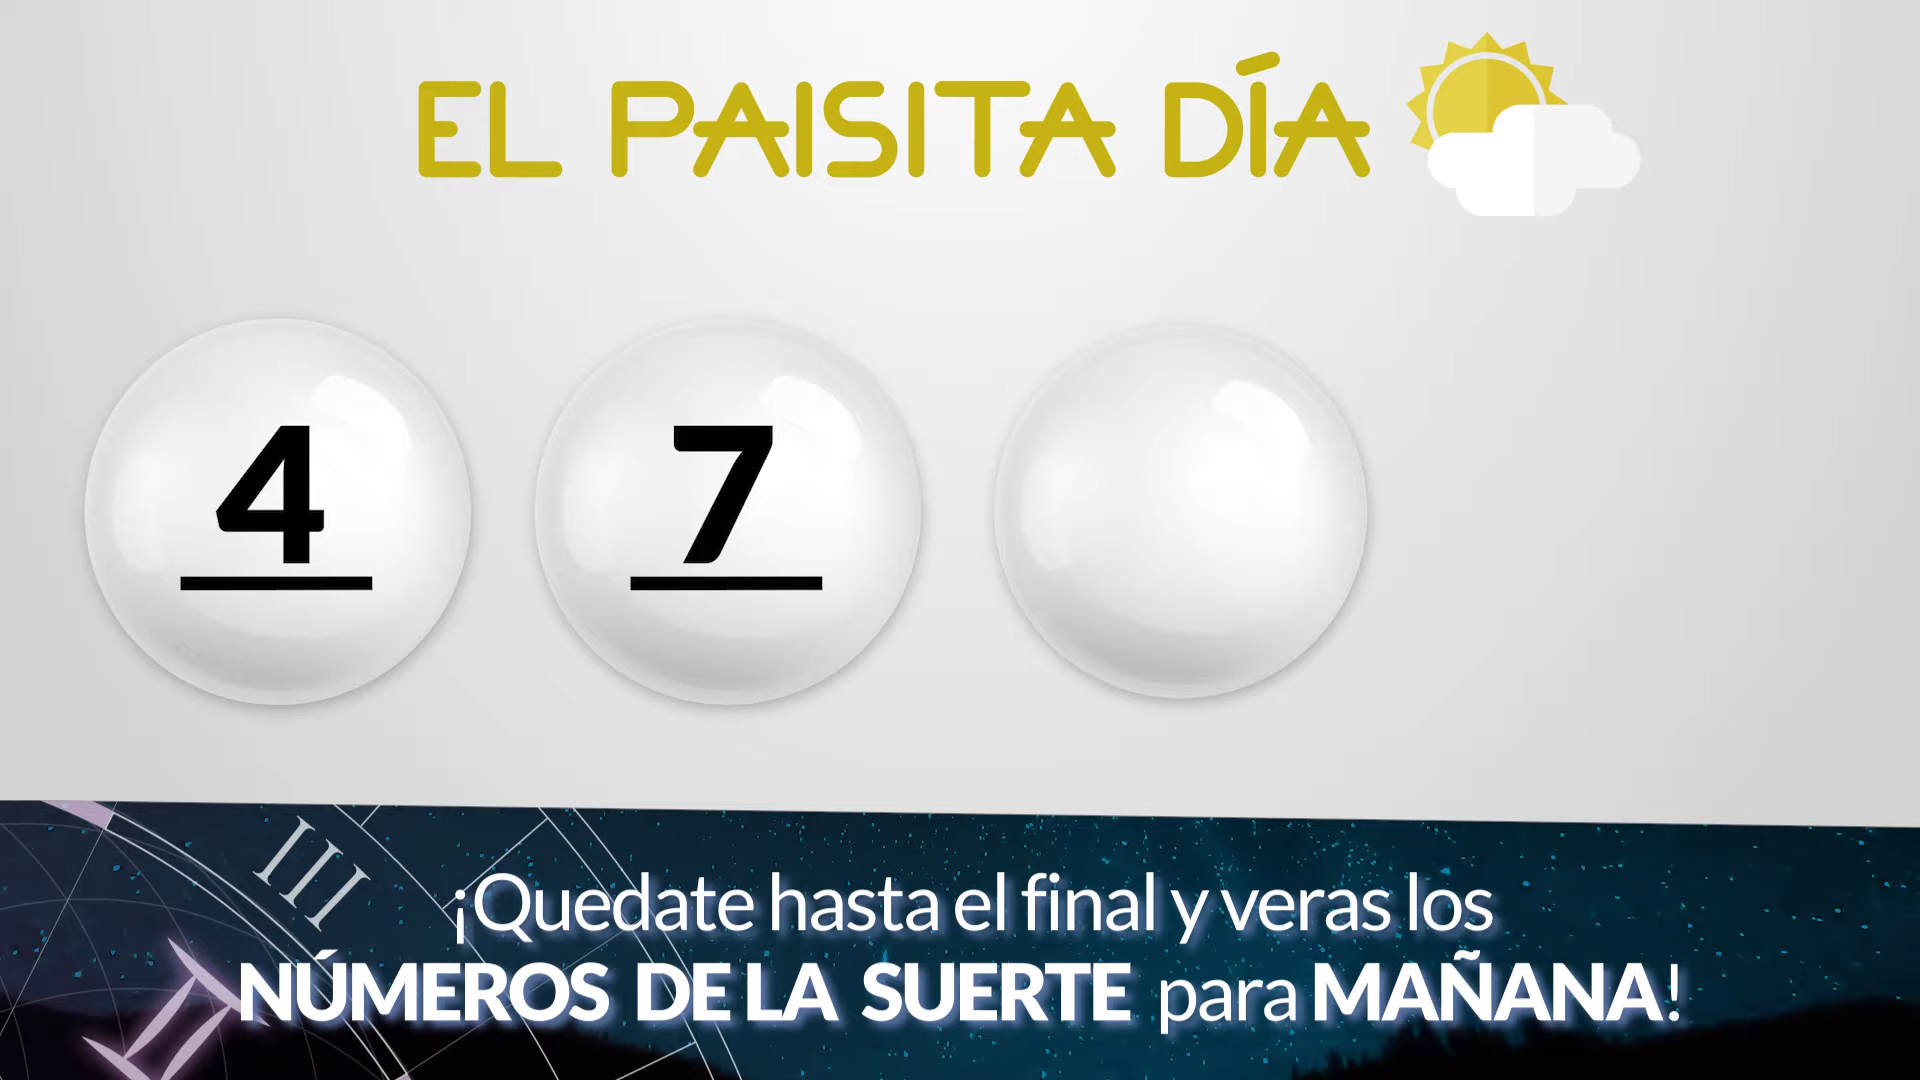 EL PAISITA DÍA
4 7
III
¡Quedate hasta el final y veras los
NÚMEROS DE LA SUERTE para MAÑANA!